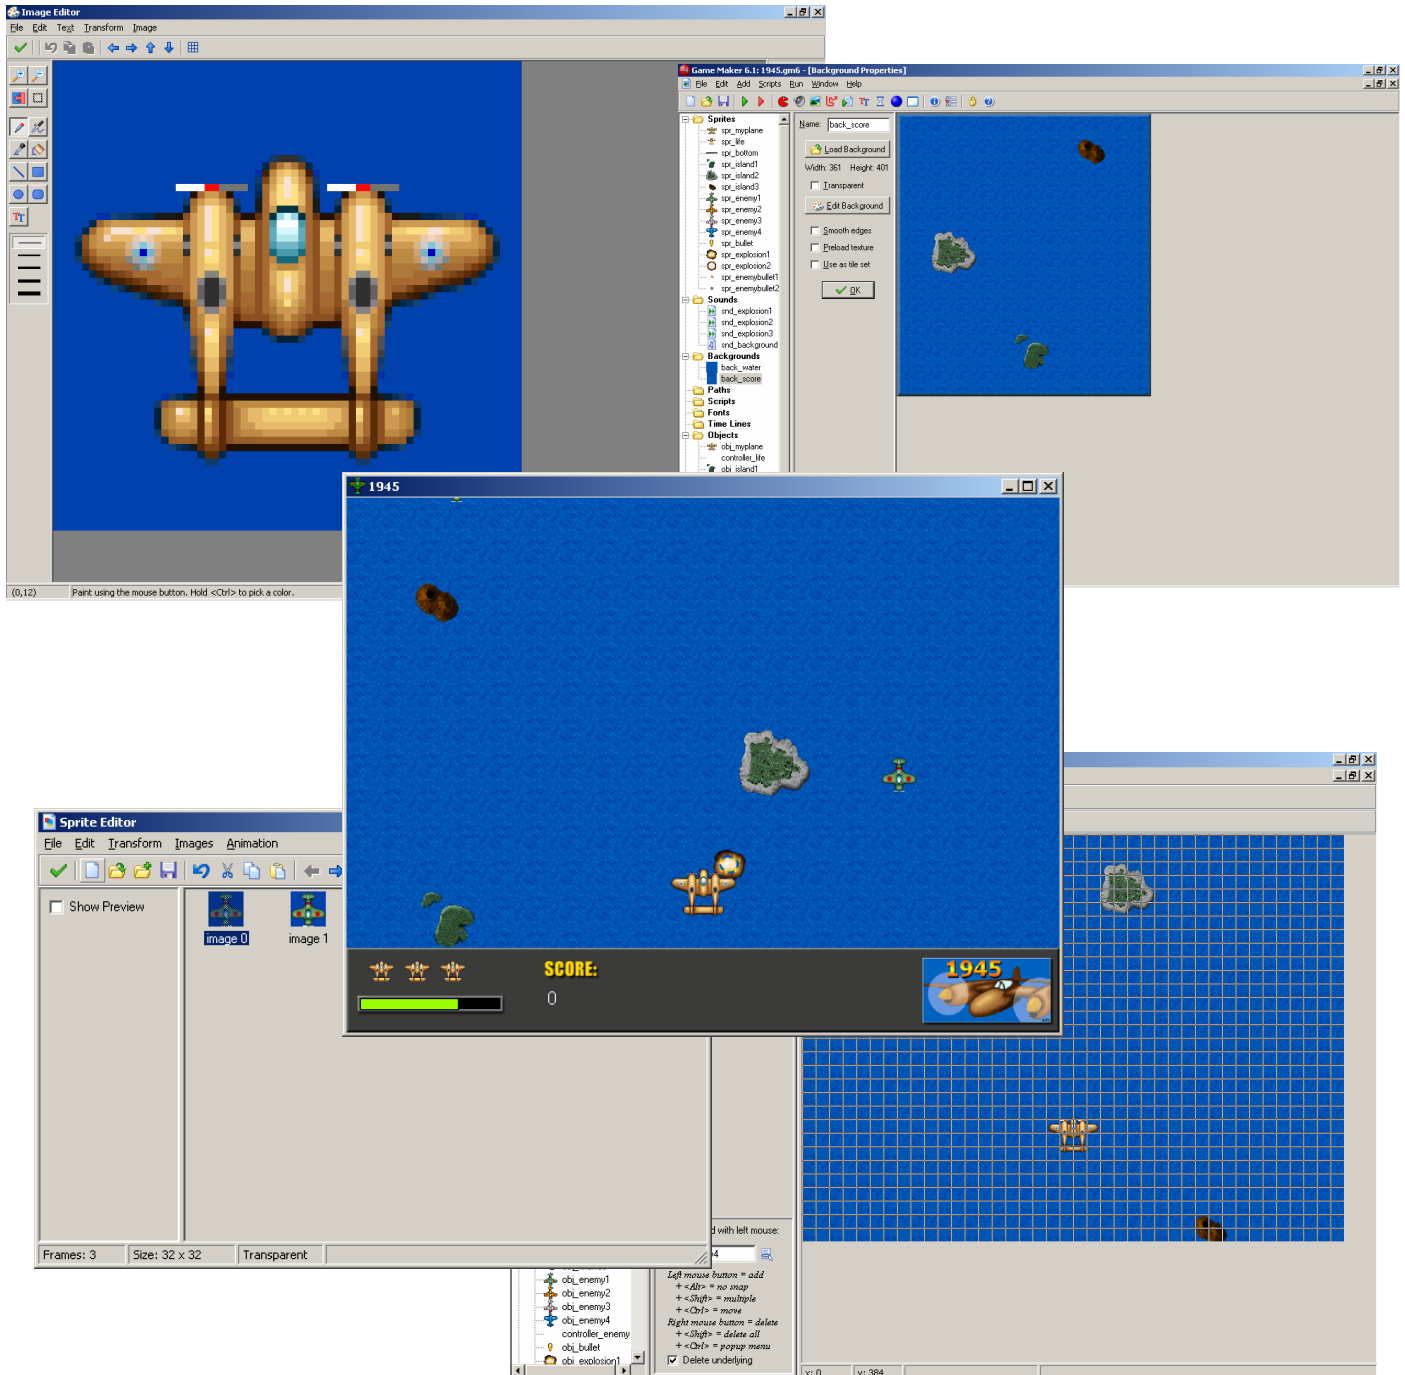 Image Editor
File Edit Text Transform Image
(0,12) Paint using the mouse button. Hold <Ctrl> to pick a color.
Game Maker 6.1: 1945.gm6 - [Background Properties]
File Edit Add Scripts Run Window Help
Sprites
spr_myplane
spr_life
spr_bottom
spr_island1
spr_island2
spr_island3
spr_enemy1
spr_enemy2
spr_enemy3
spr_enemy4
spr_bullet
spr_explosion1
spr_explosion2
spr_enemybullet1
spr_enemybullet2
Sounds
snd_explosion1
snd_explosion2
snd_explosion3
snd_background
Backgrounds
back_water
back_score
Paths
Scripts
Fonts
Time Lines
Objects
obj_myplane
controller_life
obj_island1
Name: back_score
Load Background
Width: 361 Height: 401
Transparent
Edit Background
Smooth edges
Preload texture
Use as tile set
OK
1945
SCORE:
0
1945
Sprite Editor
File Edit Transform Images Animation
Show Preview
image 0 image 1
Frames: 3 Size: 32 x 32 Transparent
obj_enemy1
obj_enemy2
obj_enemy3
obj_enemy4
controller_enemy
obj_bullet
obj_explosion1
d with left mouse:
Left mouse button = add
+ <Alt> = no snap
+ <Shift> = multiple
+ <Ctrl> = move
Right mouse button = delete
+ <Shift> = delete all
+ <Ctrl> = popup menu
Delete underlying
x: 0 y: 384